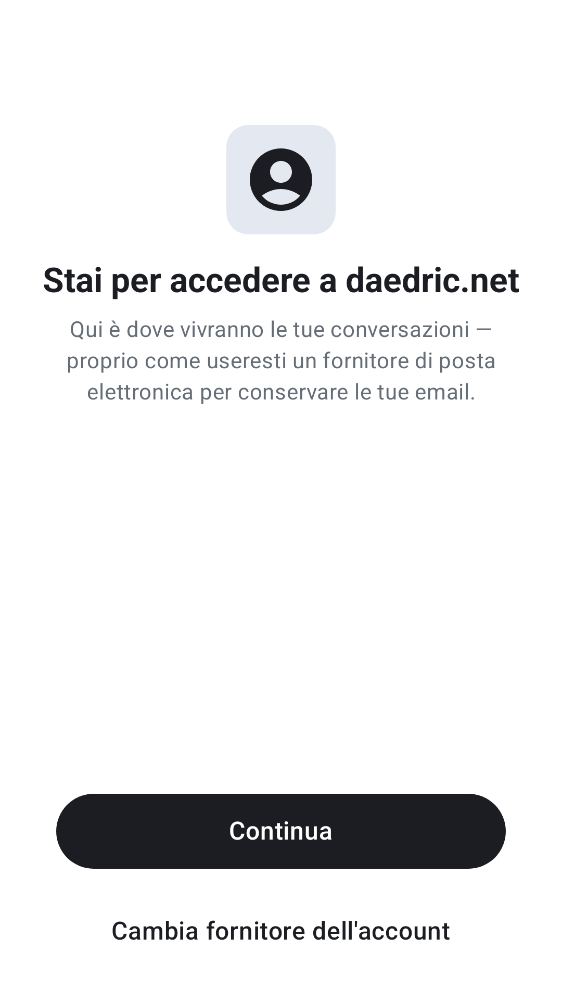 Stai per accedere a daedric.net
Qui è dove vivranno le tue conversazioni —
proprio come useresti un fornitore di posta
elettronica per conservare le tue email.
Continua
Cambia fornitore dell'account